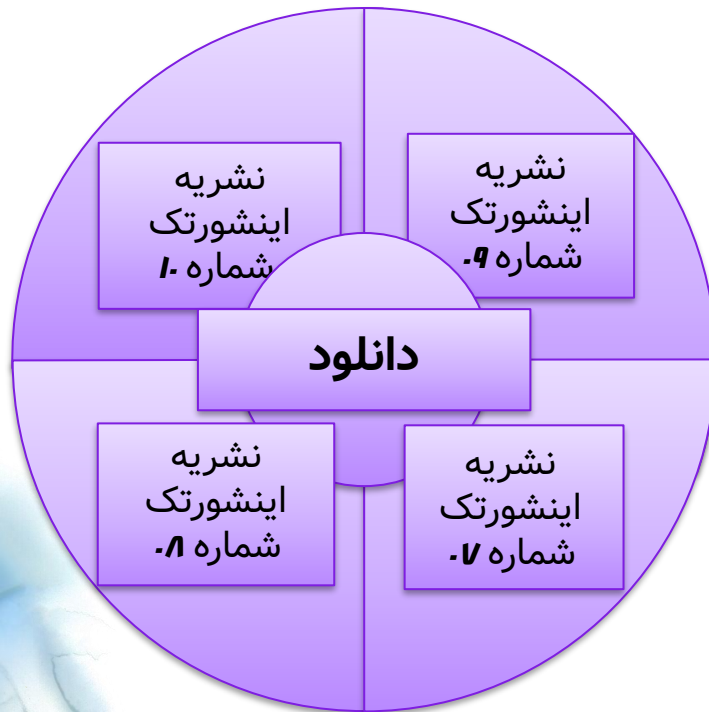 نشریه
اینشورتک
شماره ۰۹
نشریه
اینشورتک
شماره ۱۰
دانلود
نشریه
اینشورتک
شماره ۰۷
نشریه
اینشورتک
شماره ۰۸